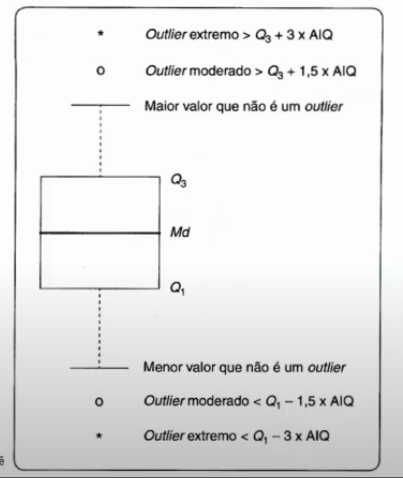 * Outlier extremo > Q₃ + 3 x AIQ
o Outlier moderado > Q₃ + 1,5 x AIQ
Maior valor que não é um outlier
Q₃
Md
Q₁
Menor valor que não é um outlier
o Outlier moderado < Q₁ – 1,5 x AIQ
* Outlier extremo < Q₁ – 3 x AIQ
ê